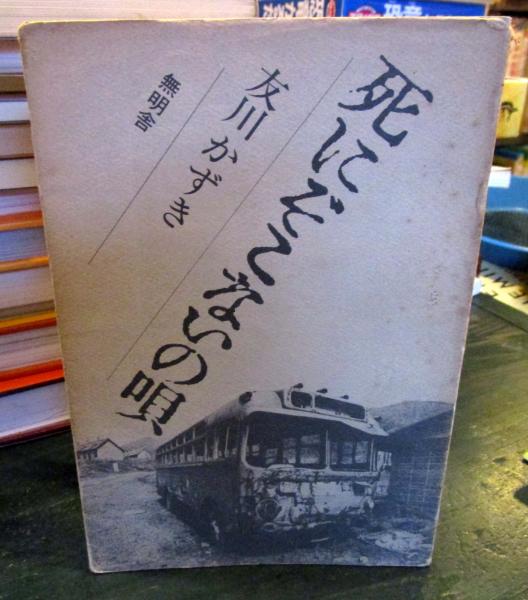 死にぞこないの唄
友川かずき
無明舎